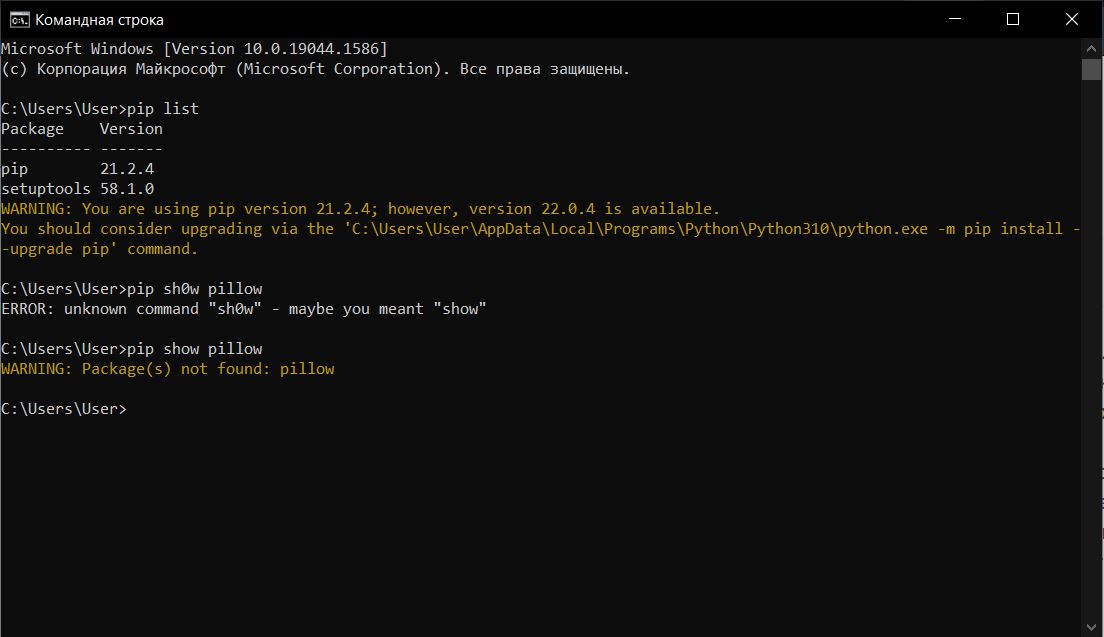 Командная строка
Microsoft Windows [Version 10.0.19044.1586]
(c) Корпорация Майкрософт (Microsoft Corporation). Все права защищены.
C:\Users\User>pip list
Package    Version
---------- -------
pip        21.2.4
setuptools 58.1.0
WARNING: You are using pip version 21.2.4; however, version 22.0.4 is available.
You should consider upgrading via the 'C:\Users\User\AppData\Local\Programs\Python\Python310\python.exe -m pip install -
-upgrade pip' command.
C:\Users\User>pip sh0w pillow
ERROR: unknown command "sh0w" - maybe you meant "show"
C:\Users\User>pip show pillow
WARNING: Package(s) not found: pillow
C:\Users\User>